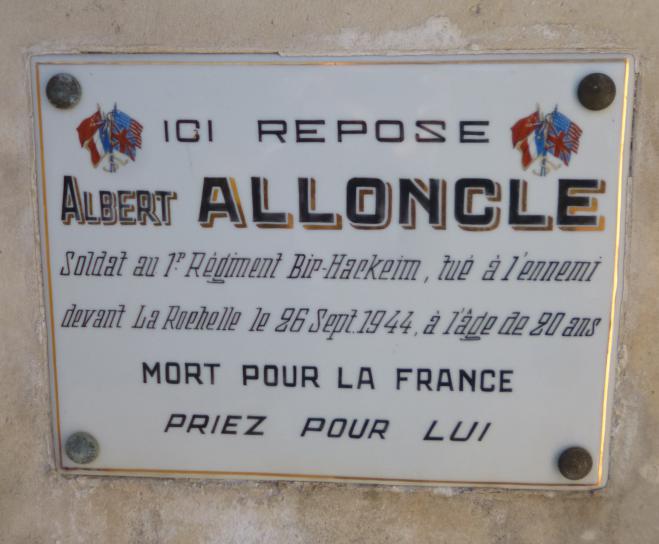 ICI REPOSE
ALBERT ALLONCLE
Soldat au 1r Régiment Bir-Hackeim, tué à l'ennemi
devant La Rochelle le 26 Sept. 1944, à l'âge de 20 ans
MORT POUR LA FRANCE
PRIEZ POUR LUI